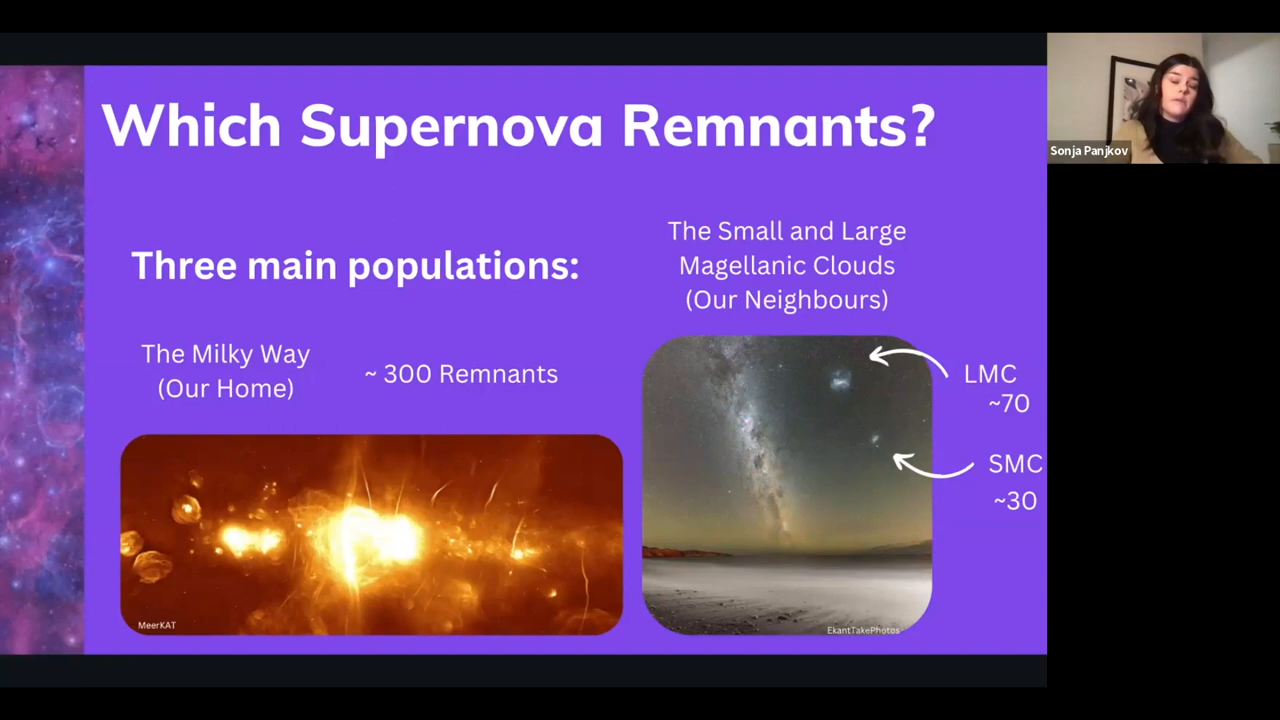 Which Supernova Remnants?
Three main populations:
The Milky Way
(Our Home)
~ 300 Remnants
The Small and Large
Magellanic Clouds
(Our Neighbours)
LMC
~70
SMC
~30
MeerKAT
EkantTakePhotos
Sonja Panjkov